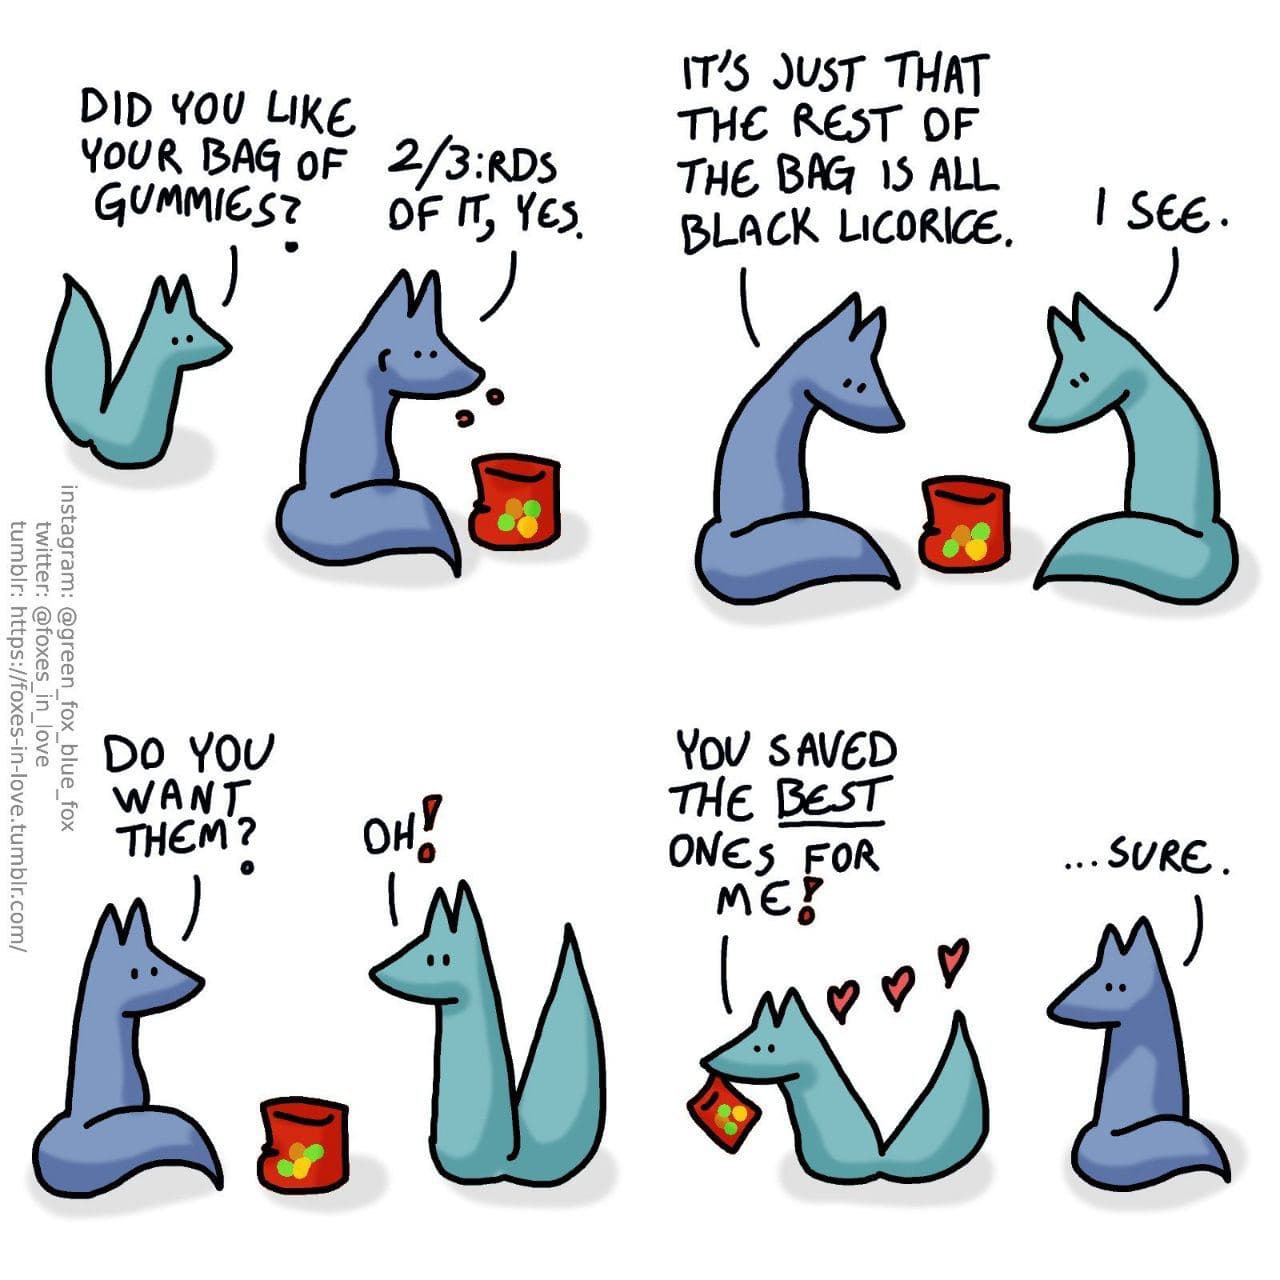 DID YOU LIKE
YOUR BAG OF
GUMMIES?
2/3:RDS
OF IT, YES.
IT'S JUST THAT
THE REST OF
THE BAG IS ALL
BLACK LICORICE.
I SEE.
DO YOU
WANT
THEM?
OH!
YOU SAVED
THE BEST
ONES FOR
ME!
...SURE.
instagram: @green_fox_blue_fox
twitter: @foxes_in_love
tumblr: https://foxes-in-love.tumblr.com/